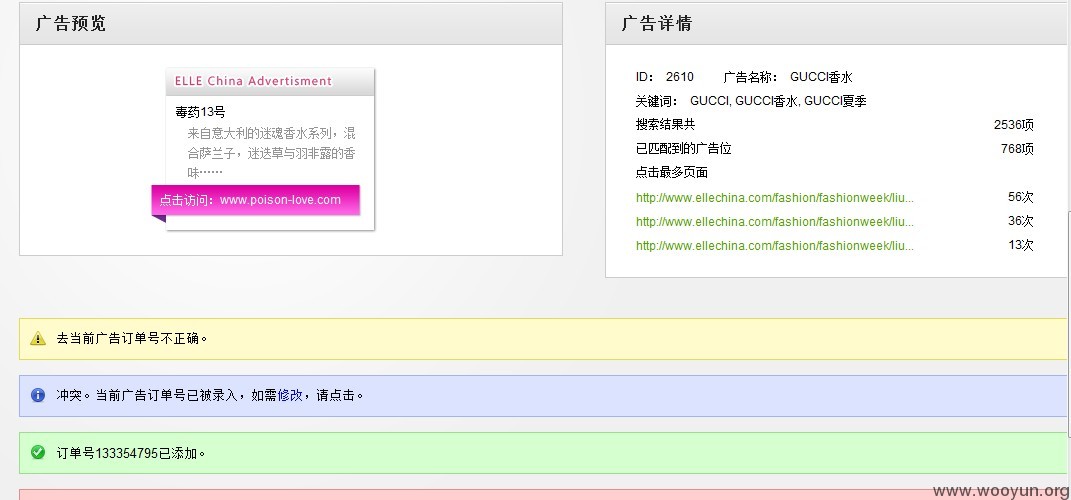 广告预览
ELLE China Advertisment
毒药13号
来自意大利的迷魂香水系列，混
合萨兰子，迷迭草与羽非露的香
味……
点击访问：www.poison-love.com
广告详情
ID： 2610 广告名称： GUCCI香水
关键词： GUCCI, GUCCI香水, GUCCI夏季
搜索结果共 2536项
已匹配到的广告位 768项
点击最多页面
http://www.ellechina.com/fashion/fashionweek/liu... 56次
http://www.ellechina.com/fashion/fashionweek/liu... 36次
http://www.ellechina.com/fashion/fashionweek/liu... 13次
去当前广告订单号不正确。
冲突。当前广告订单号已被录入，如需修改，请点击。
订单号133354795已添加。
www.wooyun.org